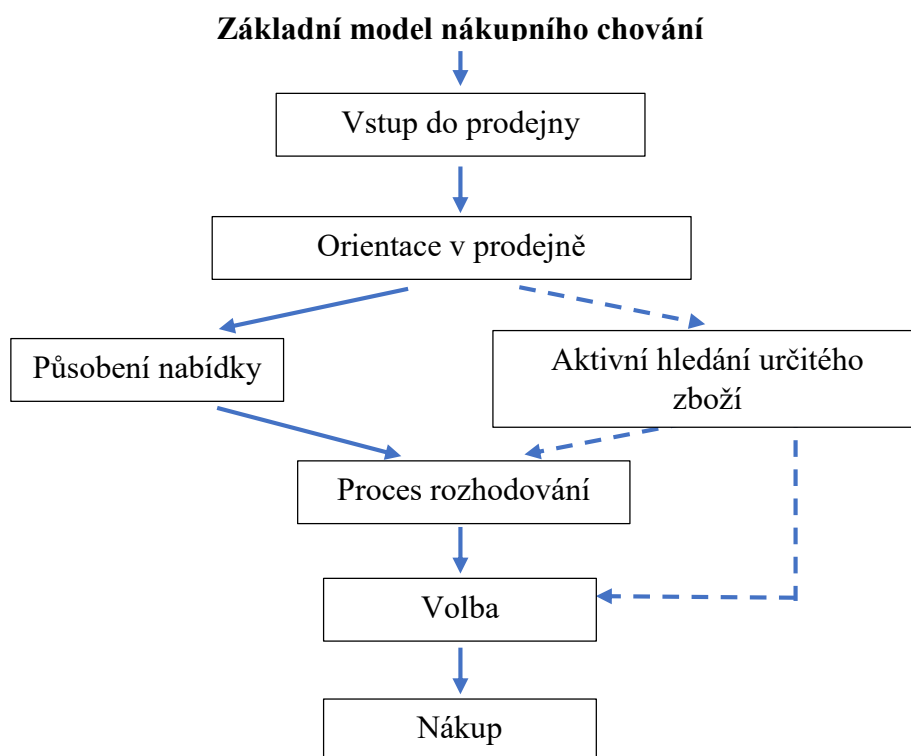 Základní model nákupního chování
Vstup do prodejny
Orientace v prodejně
Působení nabídky
Aktivní hledání určitého
zboží
Proces rozhodování
Volba
Nákup